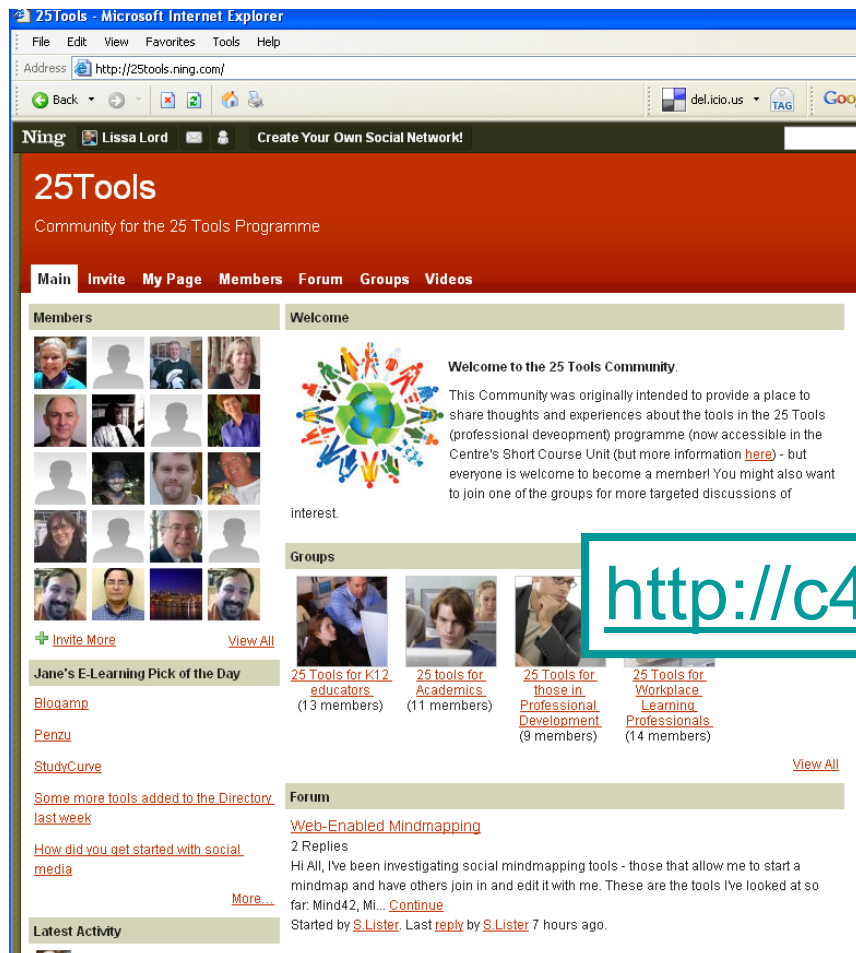 25Tools - Microsoft Internet Explorer
File Edit View Favorites Tools Help
Address http://25tools.ning.com/
Back del.icio.us TAG
Ning Lissa Lord Create Your Own Social Network!
25Tools
Community for the 25 Tools Programme
Main Invite My Page Members Forum Groups Videos
Members
Invite More View All
Jane's E-Learning Pick of the Day
Blogamp
Penzu
StudyCurve
Some more tools added to the Directory
last week
How did you get started with social
media
More...
Latest Activity
Welcome
Welcome to the 25 Tools Community.
This Community was originally intended to provide a place to
share thoughts and experiences about the tools in the 25 Tools
(professional deveopment) programme (now accessible in the
Centre's Short Course Unit (but more information here) - but
everyone is welcome to become a member! You might also want
to join one of the groups for more targeted discussions of
interest.
Groups
http://c4
25 Tools for K12
educators
(13 members)
25 tools for
Academics
(11 members)
25 Tools for
those in
Professional
Development
(9 members)
25 Tools for
Workplace
Learning
Professionals
(14 members)
View All
Forum
Web-Enabled Mindmapping
2 Replies
Hi All, I've been investigating social mindmapping tools - those that allow me to start a
mindmap and have others join in and edit it with me. These are the tools I've looked at so
far: Mind42, Mi... Continue
Started by S.Lister. Last reply by S.Lister 7 hours ago.